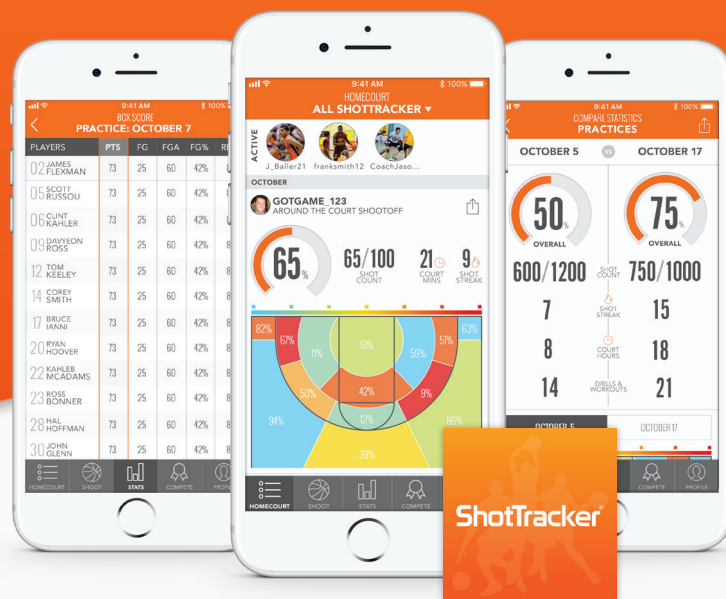 9:41 AM
100%
BOX SCORE
PRACTICE: OCTOBER 7
PLAYERS PTS FG FGA FG%
02 JAMES FLEXMAN 73 25 60 42%
05 SCOTT RUSSOU 73 25 60 42%
06 CLINT KAHLER 73 25 60 42%
09 DAVYEON ROSS 73 25 60 42% 8
12 TOM KEELEY 73 25 60 42% 8
14 COREY SMITH 73 25 60 42% 8
17 BRUCE IANNI 73 25 60 42% 8
20 RYAN HOOVER 73 25 60 42% 8
22 KAHLEB MCADAMS 73 25 60 42% 8
23 ROSS BONNER 73 25 60 42% 8
28 HAL HOFFMAN 73 25 60 42% 8
30 JOHN GLENN 73 25 60 42% 8
HOMECOURT SHOOT STATS COMPETE PROFILE
9:41 AM 100%
HOMECOURT
ALL SHOTTRACKER
ACTIVE
J_Baller21 franksmith12 CoachJaso...
OCTOBER
GOTGAME_123
AROUND THE COURT SHOOTOFF
65% 65/100 21 9
SHOT COUNT
COURT MINS
SHOT STREAK
82% 67% 11% 51% 59% 51% 63%
50% 42% 9%
94% 12% 86%
39%
HOMECOURT SHOOT STATS COMPETE
9:41 AM 100%
COMPARE STATISTICS
PRACTICES
OCTOBER 5 VS OCTOBER 17
50% 75%
OVERALL OVERALL
600/1200 SHOT COUNT 750/1000
7 SHOT STREAK 15
8 COURT HOURS 18
14 DRILLS & WORKOUTS 21
OCTOBER 5 OCTOBER 17
COMPETE PROFILE
ShotTracker